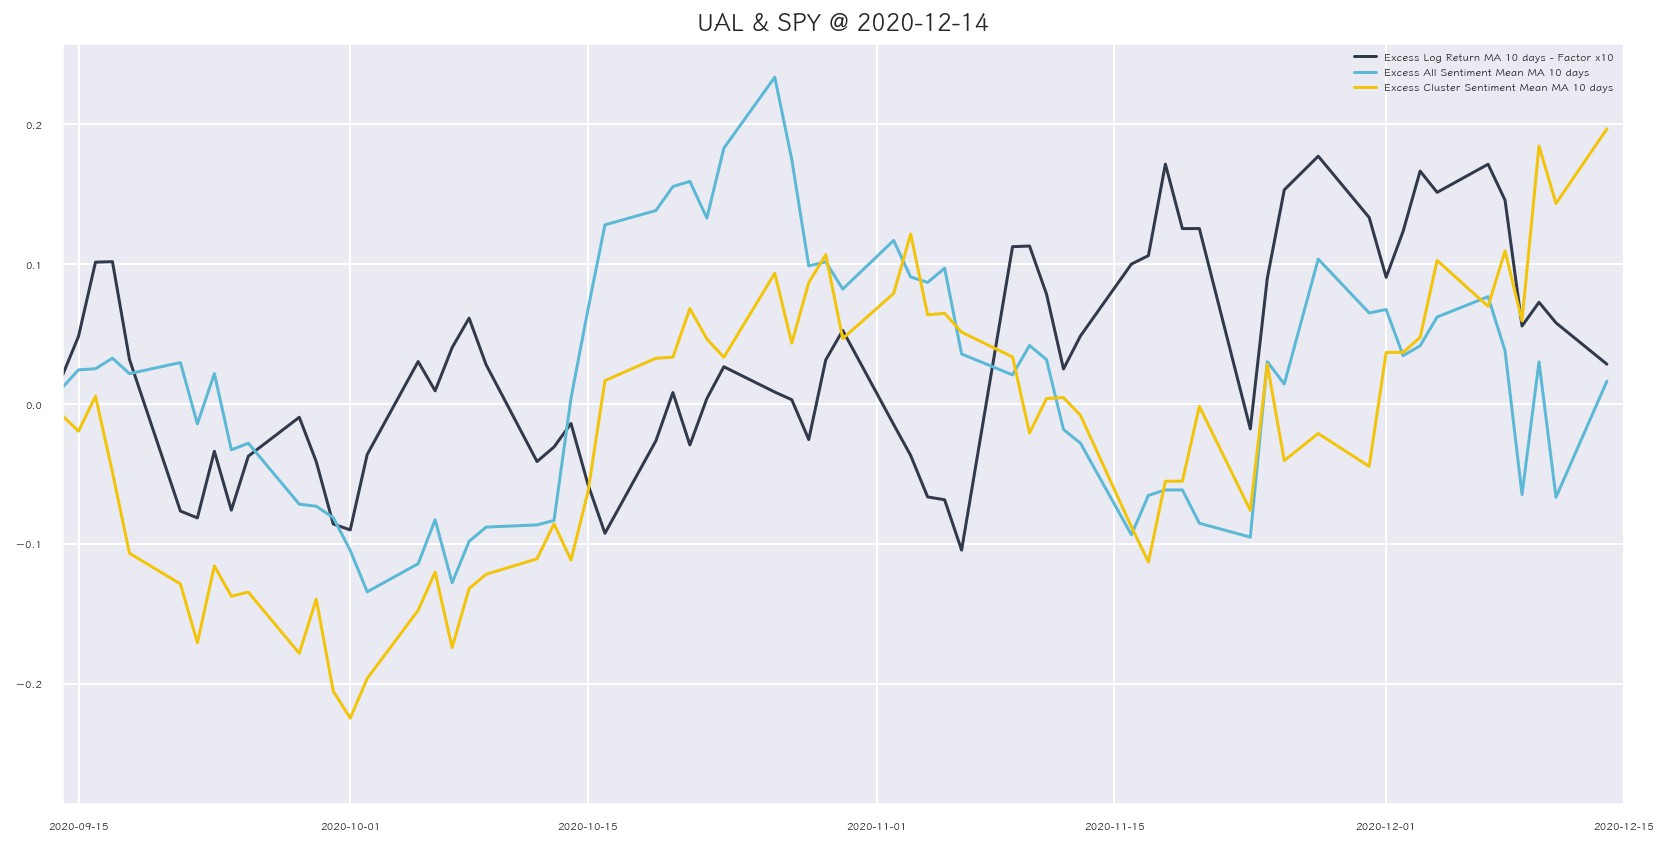 UAL & SPY @ 2020-12-14
Excess Log Return MA 10 days - Factor x10
Excess All Sentiment Mean MA 10 days
Excess Cluster Sentiment Mean MA 10 days
0.2
0.1
0.0
−0.1
−0.2
2020-09-15 2020-10-01 2020-10-15 2020-11-01 2020-11-15 2020-12-01 2020-12-15